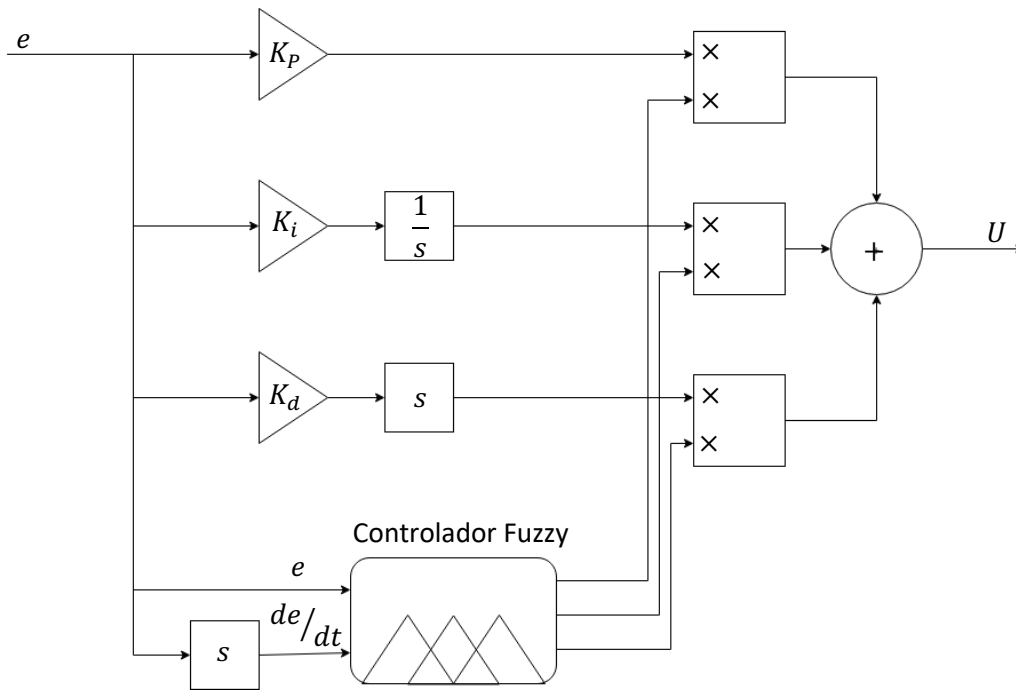 e
K_P
×
×
K_i
1/s
×
×
+
U
K_d
s
×
×
Controlador Fuzzy
e
de/dt
s